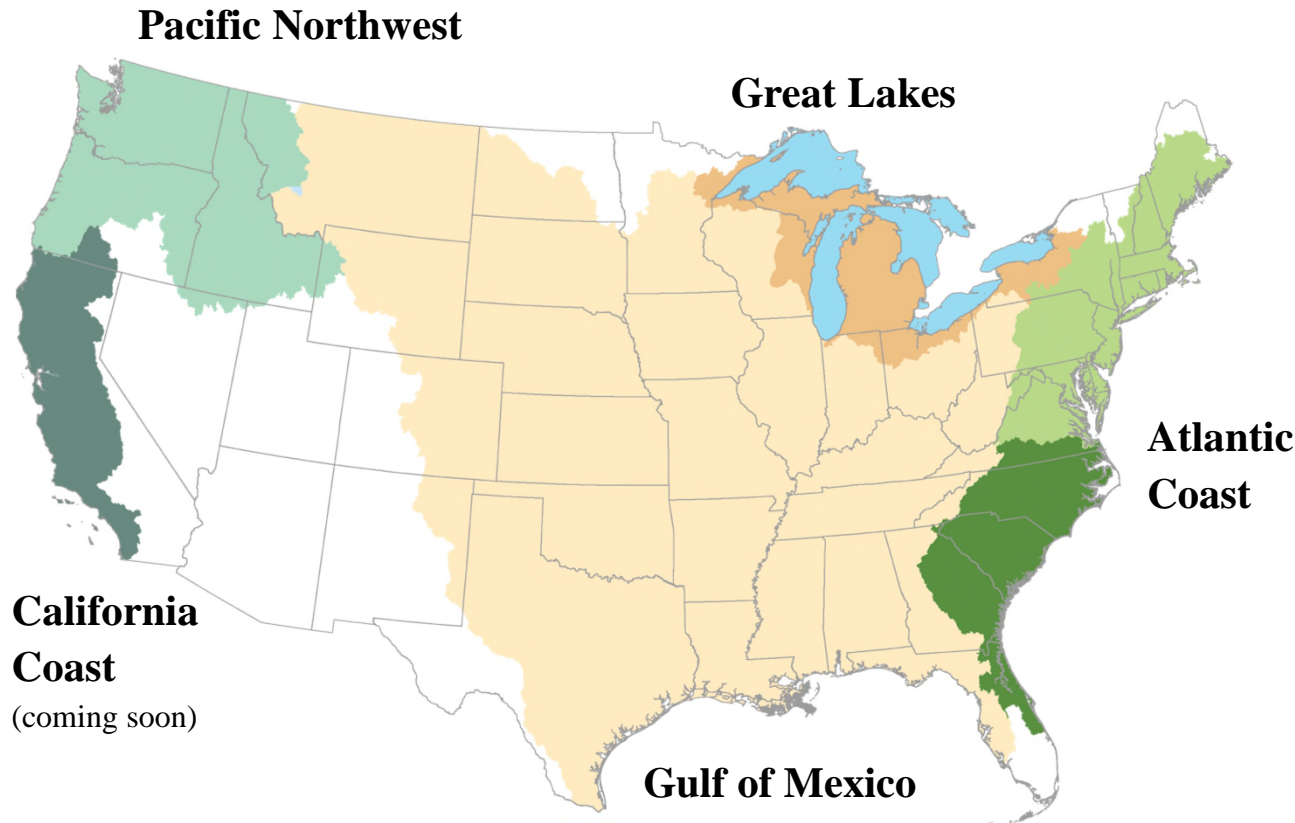 Pacific Northwest
Great Lakes
Atlantic
Coast
California
Coast
(coming soon)
Gulf of Mexico